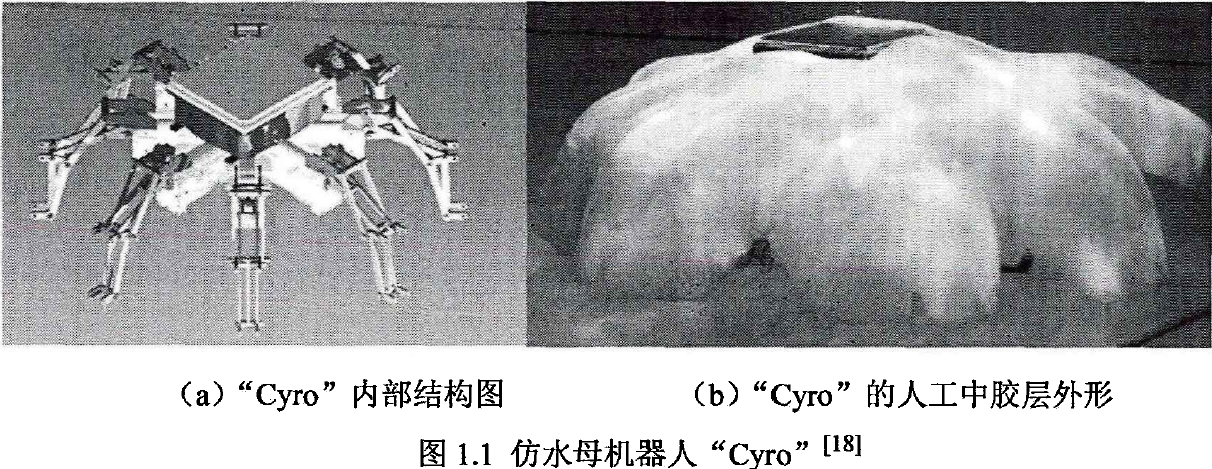 （a）“Cyro”内部结构图
（b）“Cyro”的人工中胶层外形
图 1.1 仿水母机器人“Cyro”[18]